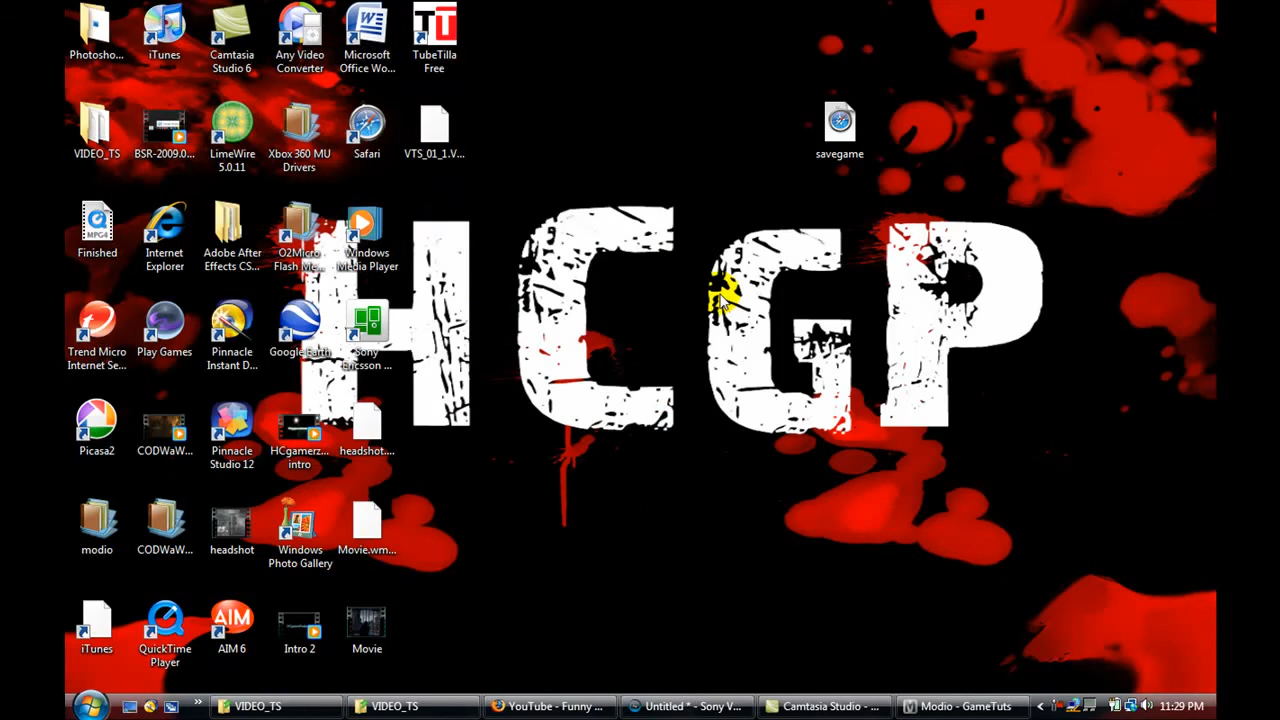 Photosho...
iTunes
Camtasia
Studio 6
Any Video
Converter
Microsoft
Office Wo...
TubeTilla
Free
VIDEO_TS
BSR-2009.0...
LimeWire
5.0.11
Xbox 360 MU
Drivers
Safari
VTS_01_1.V...
savegame
HCGP
MPEG4
Finished
Internet
Explorer
Adobe After
Effects CS...
O2Micro
Flash Me...
Windows
Media Player
Trend Micro
Internet Se...
Play Games
Pinnacle
Instant D...
Google Earth
Sony
Ericsson ...
Picasa2
CODWaW...
Pinnacle
Studio 12
HCgamerz...
intro
headshot....
modio
CODWaW...
headshot
Windows
Photo Gallery
Movie.wm...
iTunes
QuickTime
Player
AIM
AIM 6
Intro 2
Movie
VIDEO_TS
VIDEO_TS
YouTube - Funny ...
Untitled * - Sony V...
Camtasia Studio - ...
Modio - GameTuts
11:29 PM